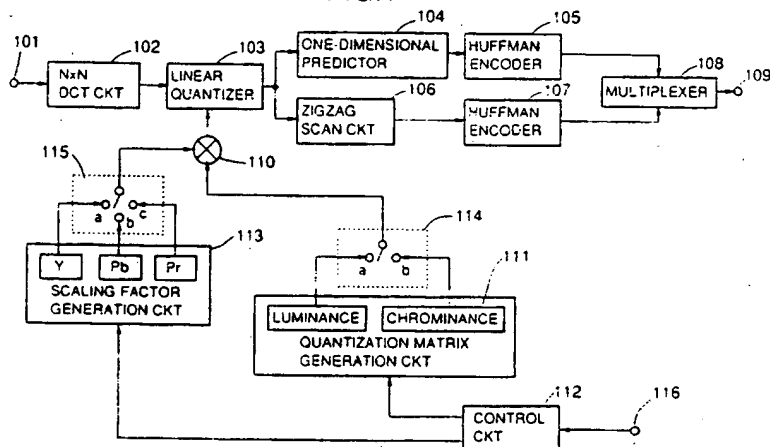 101
102
103
104
105
NxN
DCT CKT
LINEAR
QUANTIZER
ONE-DIMENSIONAL
PREDICTOR
HUFFMAN
ENCODER
108
109
MULTIPLEXER
106
107
ZIGZAG
SCAN CKT
HUFFMAN
ENCODER
110
115
a
b
c
113
Y
Pb
Pr
SCALING FACTOR
GENERATION CKT
114
a
b
111
LUMINANCE
CHROMINANCE
QUANTIZATION MATRIX
GENERATION CKT
112
116
CONTROL
CKT